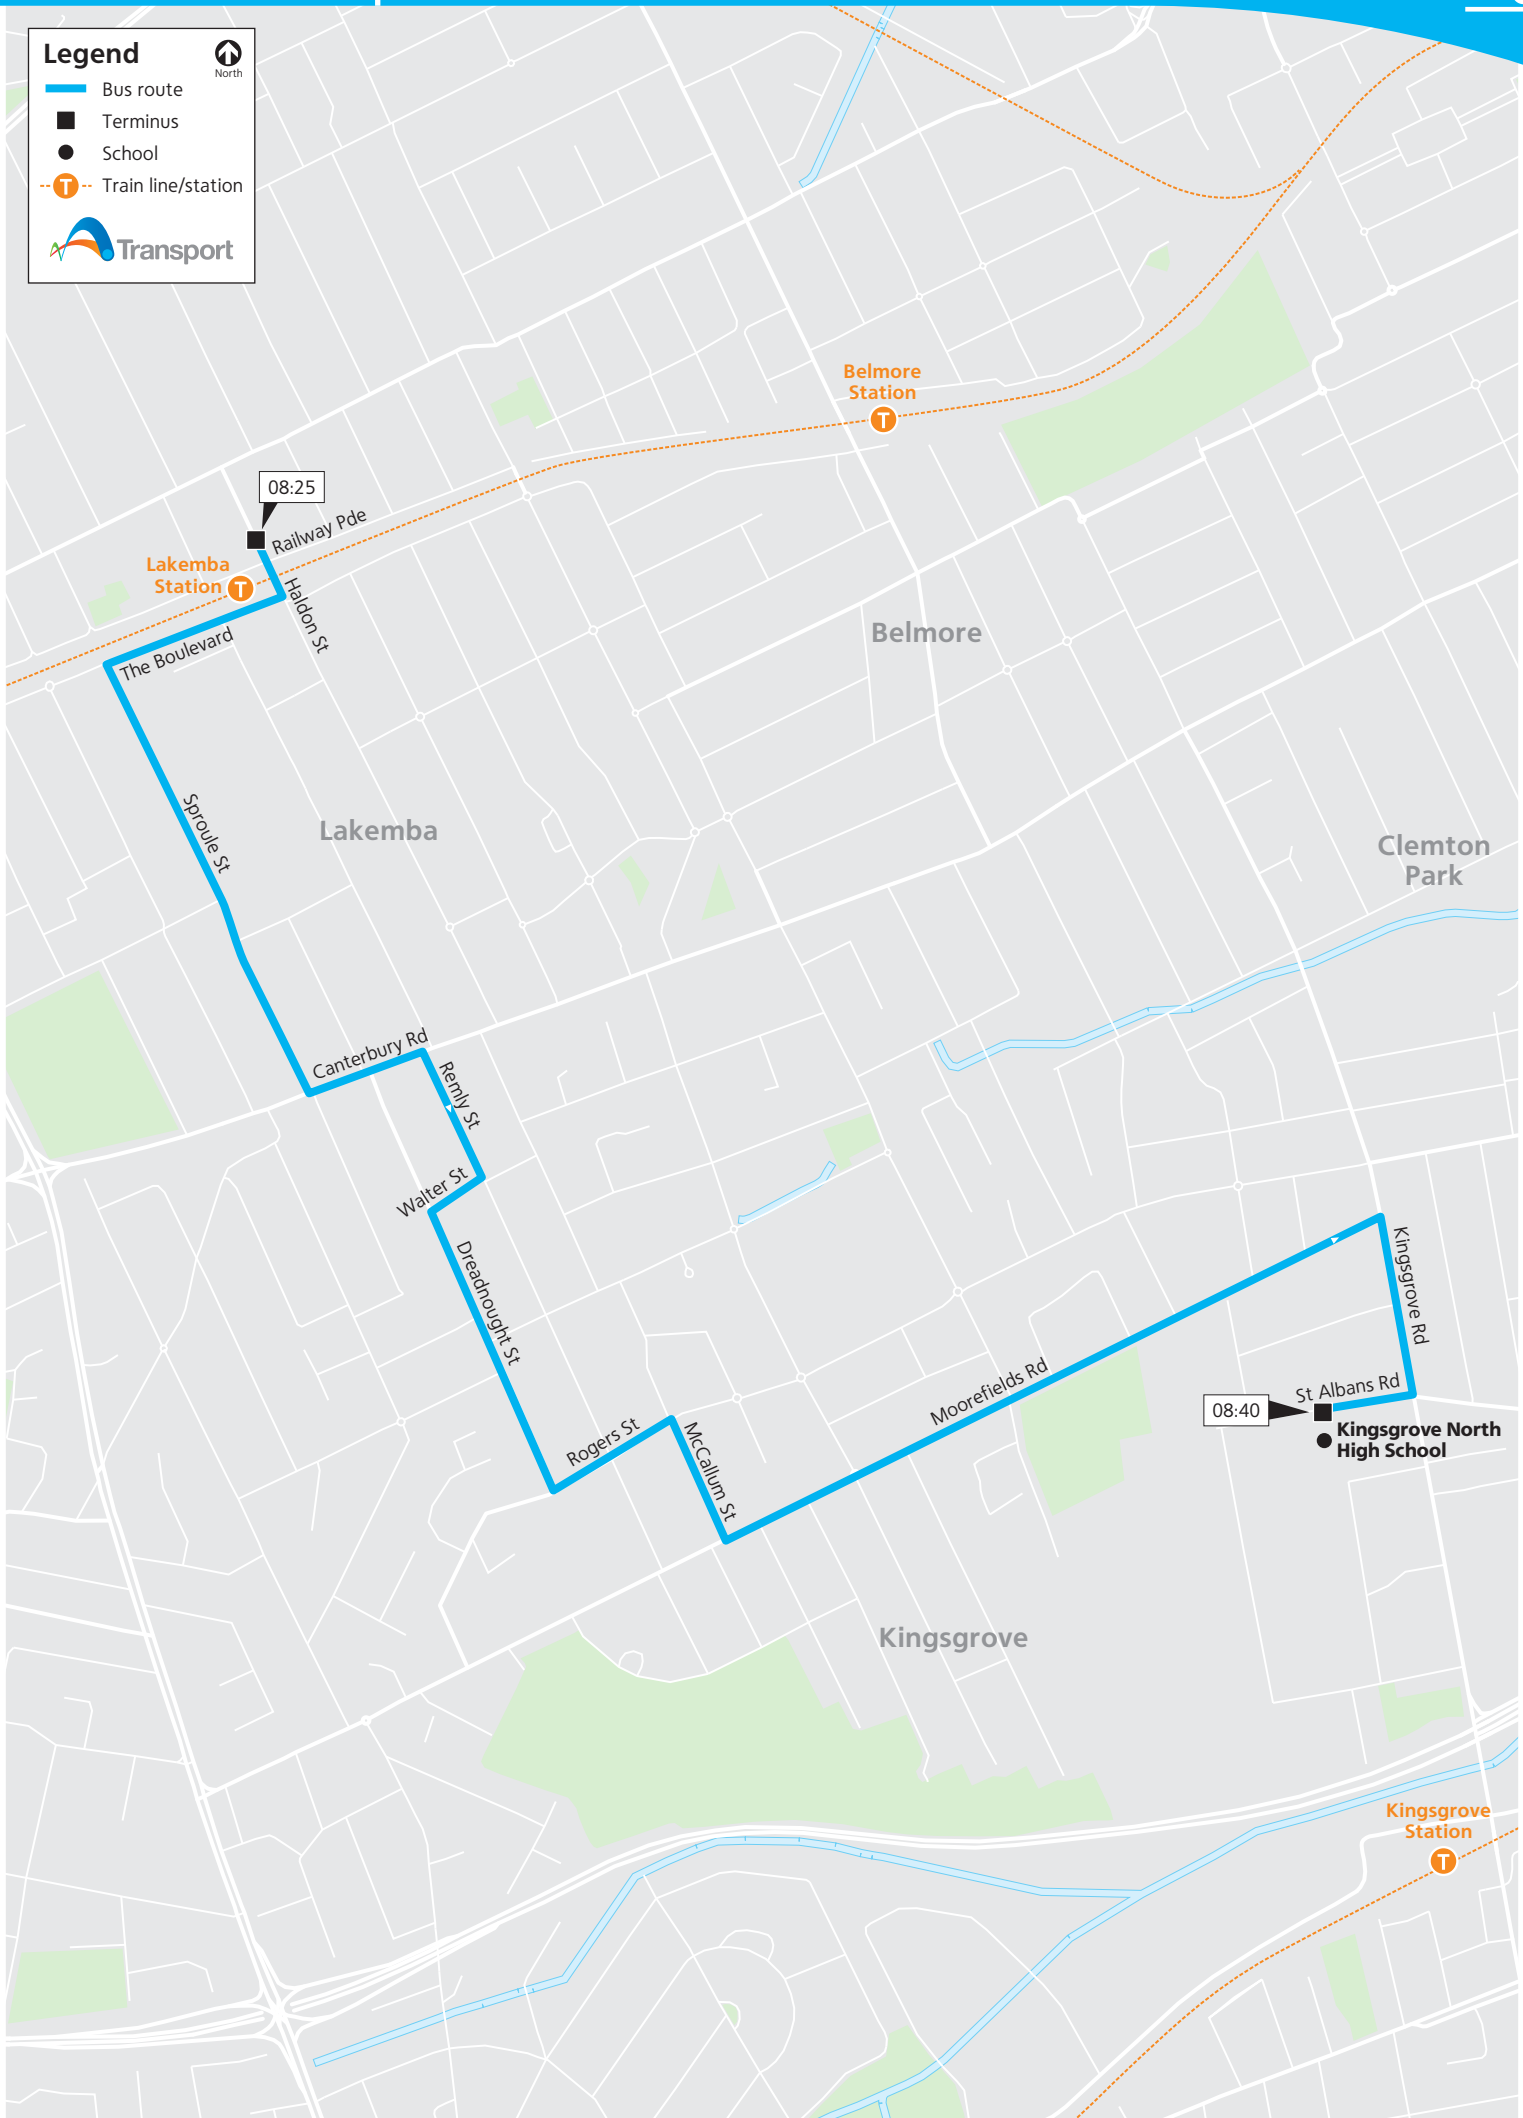 Legend
North
Bus route
Terminus
School
T
Train line/station
Transport
Belmore
Station
T
08:25
Railway Pde
Lakemba
Station
T
Haldon St
The Boulevard
Belmore
Sproule St
Lakemba
Clemton
Park
Canterbury Rd
Remly St
Walter St
Dreadnought St
Kingsgrove Rd
Moorefields Rd
St Albans Rd
08:40
Kingsgrove North
High School
Rogers St
McCallum St
Kingsgrove
Kingsgrove
Station
T